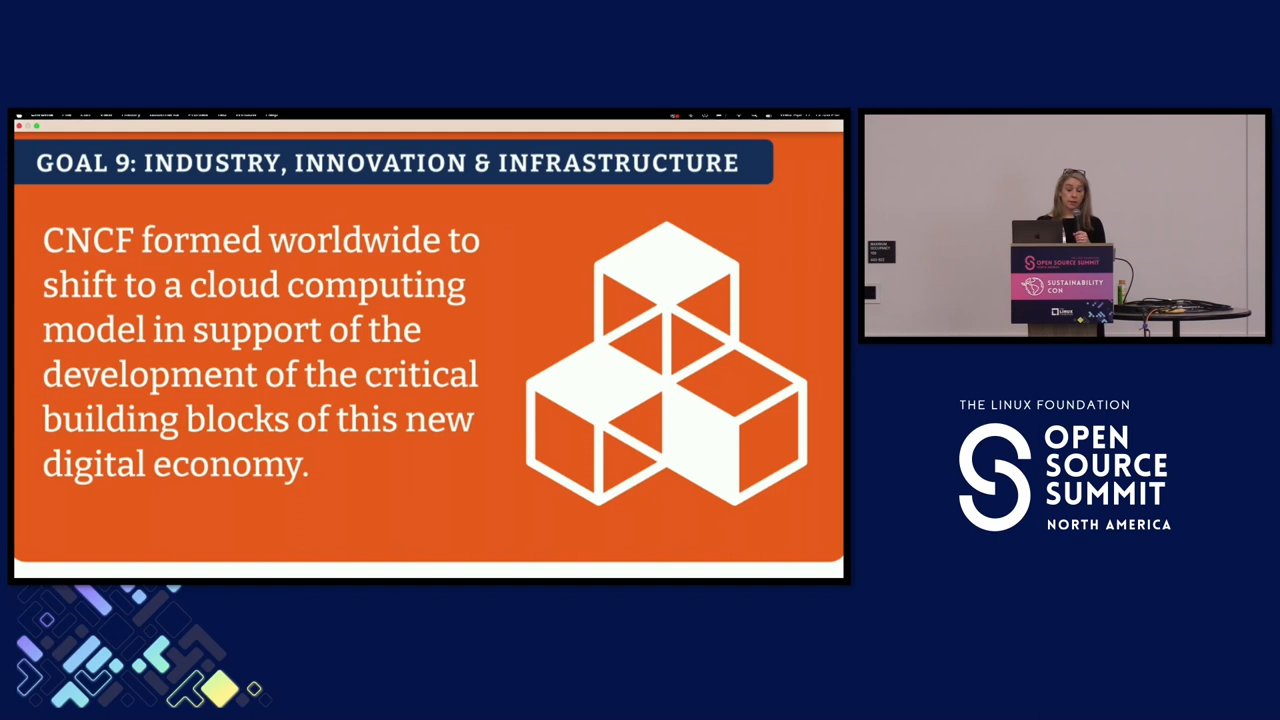 GOAL 9: INDUSTRY, INNOVATION & INFRASTRUCTURE
CNCF formed worldwide to
shift to a cloud computing
model in support of the
development of the critical
building blocks of this new
digital economy.
OPEN SOURCE SUMMIT
SUSTAINABILITY
CON
THE LINUX FOUNDATION
OPEN
SOURCE
SUMMIT
NORTH AMERICA